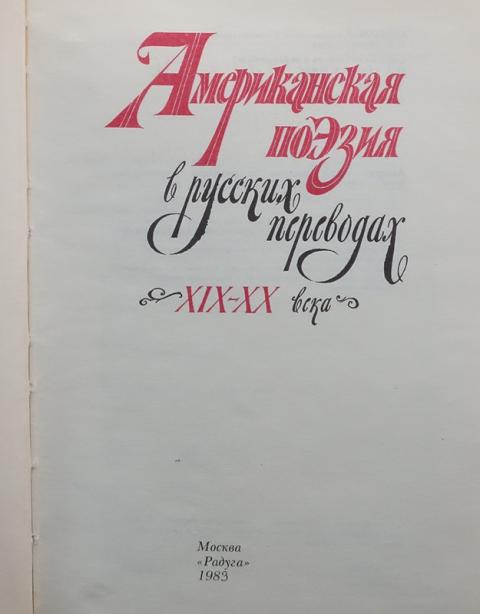 Американская
поэзия
в русских
переводах
XIX-XX века
Москва
«Радуга»
1983